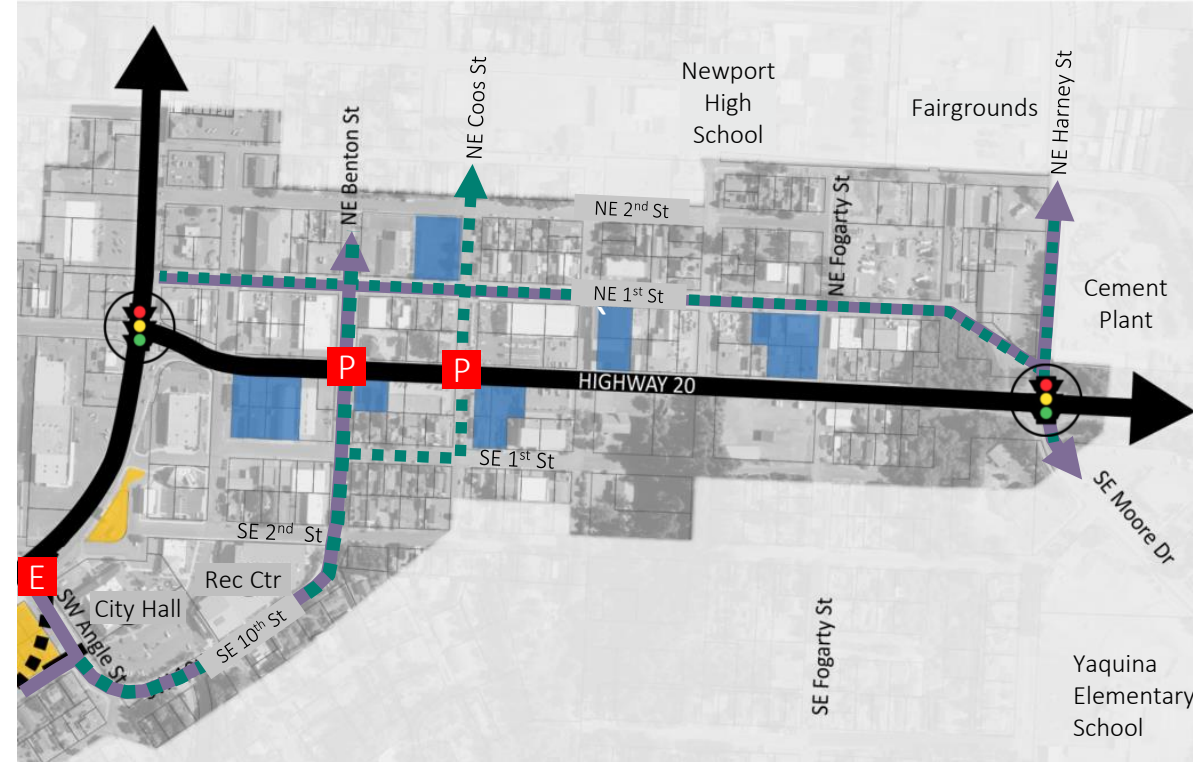 Newport
High
School
Fairgrounds
NE Harney St
NE Coos St
NE Benton St
NE 2nd St
NE Fogarty St
NE 1st St
Cement
Plant
P
P
HIGHWAY 20
SE 1st St
SE Moore Dr
SE 2nd St
E
Rec Ctr
City Hall
SW Angle St
SE 10th St
SE Fogarty St
Yaquina
Elementary
School